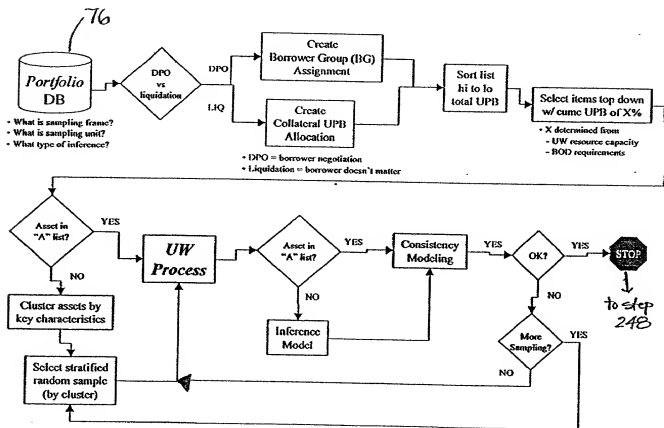 76
Portfolio
DB
• What is sampling frame?
• What is sampling unit?
• What type of inference?
DPO
vs
liquidation
DPO
LIQ
Create
Borrower Group (BG)
Assignment
Create
Collateral UPB
Allocation
• DPO = borrower negotiation
• Liquidation = borrower doesn't matter
Sort list
hi to lo
total UPB
Select items top down
w/ cume UPB of X%
• X determined from
– UW resource capacity
– BOD requirements
Asset in
"A" list?
YES
NO
Cluster assets by
key characteristics
Select stratified
random sample
(by cluster)
UW
Process
Asset in
"A" list?
YES
NO
Inference
Model
Consistency
Modeling
YES
OK?
YES
NO
STOP
to step
248
More
Sampling?
YES
NO